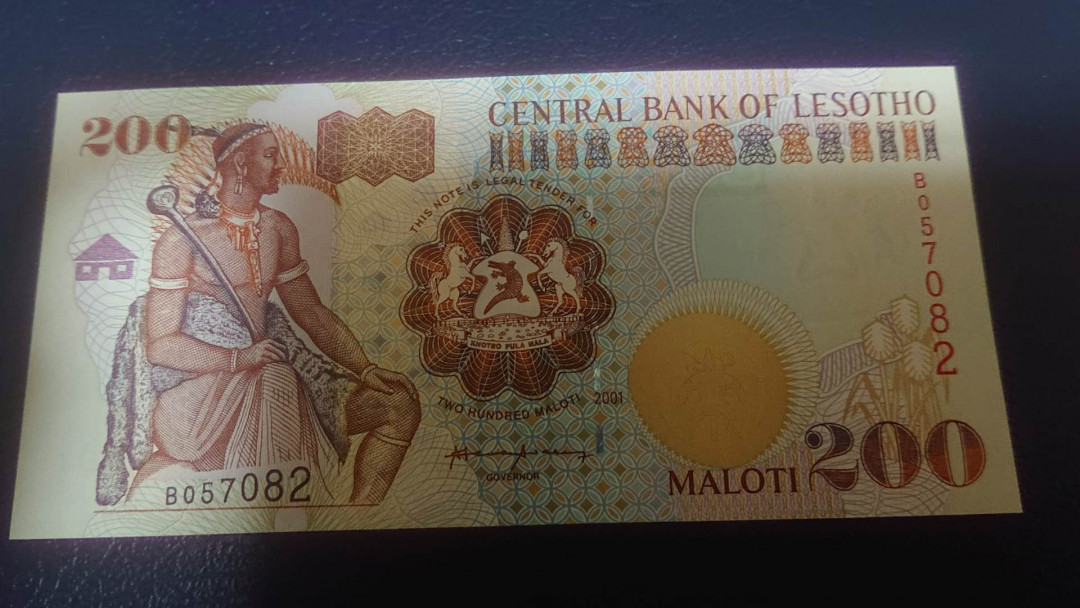 200
CENTRAL BANK OF LESOTHO
THIS NOTE IS LEGAL TENDER FOR
B057082
KHOTSO PULA NALA
TWO HUNDRED MALOTI 2001
GOVERNOR
B057082
MALOTI 200